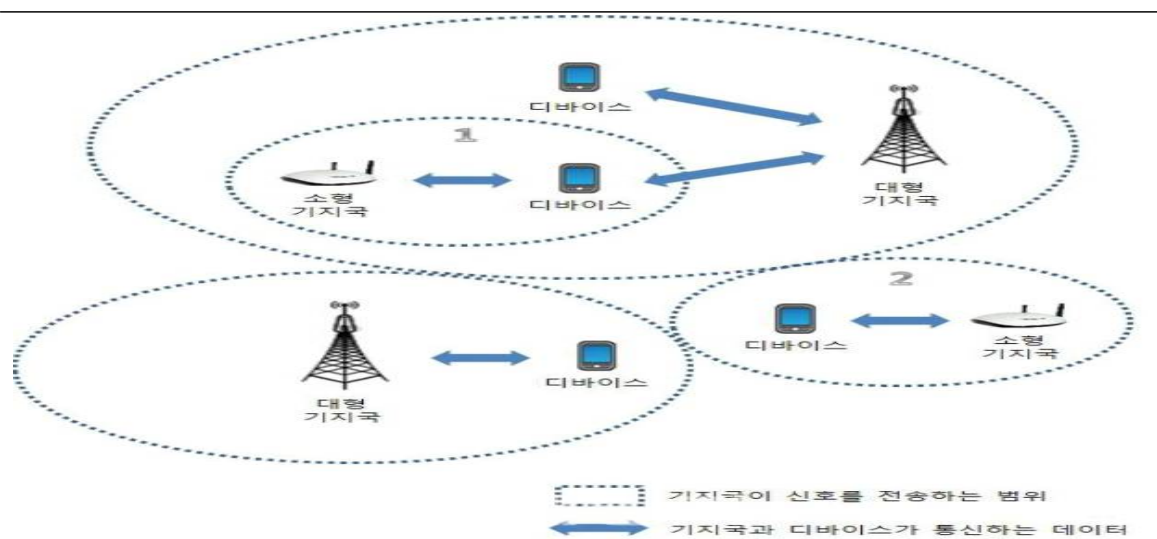 디바이스
1
소형
기지국
디바이스
대형
기지국
2
디바이스
소형
기지국
대형
기지국
디바이스
기지국이 신호를 전송하는 범위
기지국과 디바이스가 통신하는 데이터